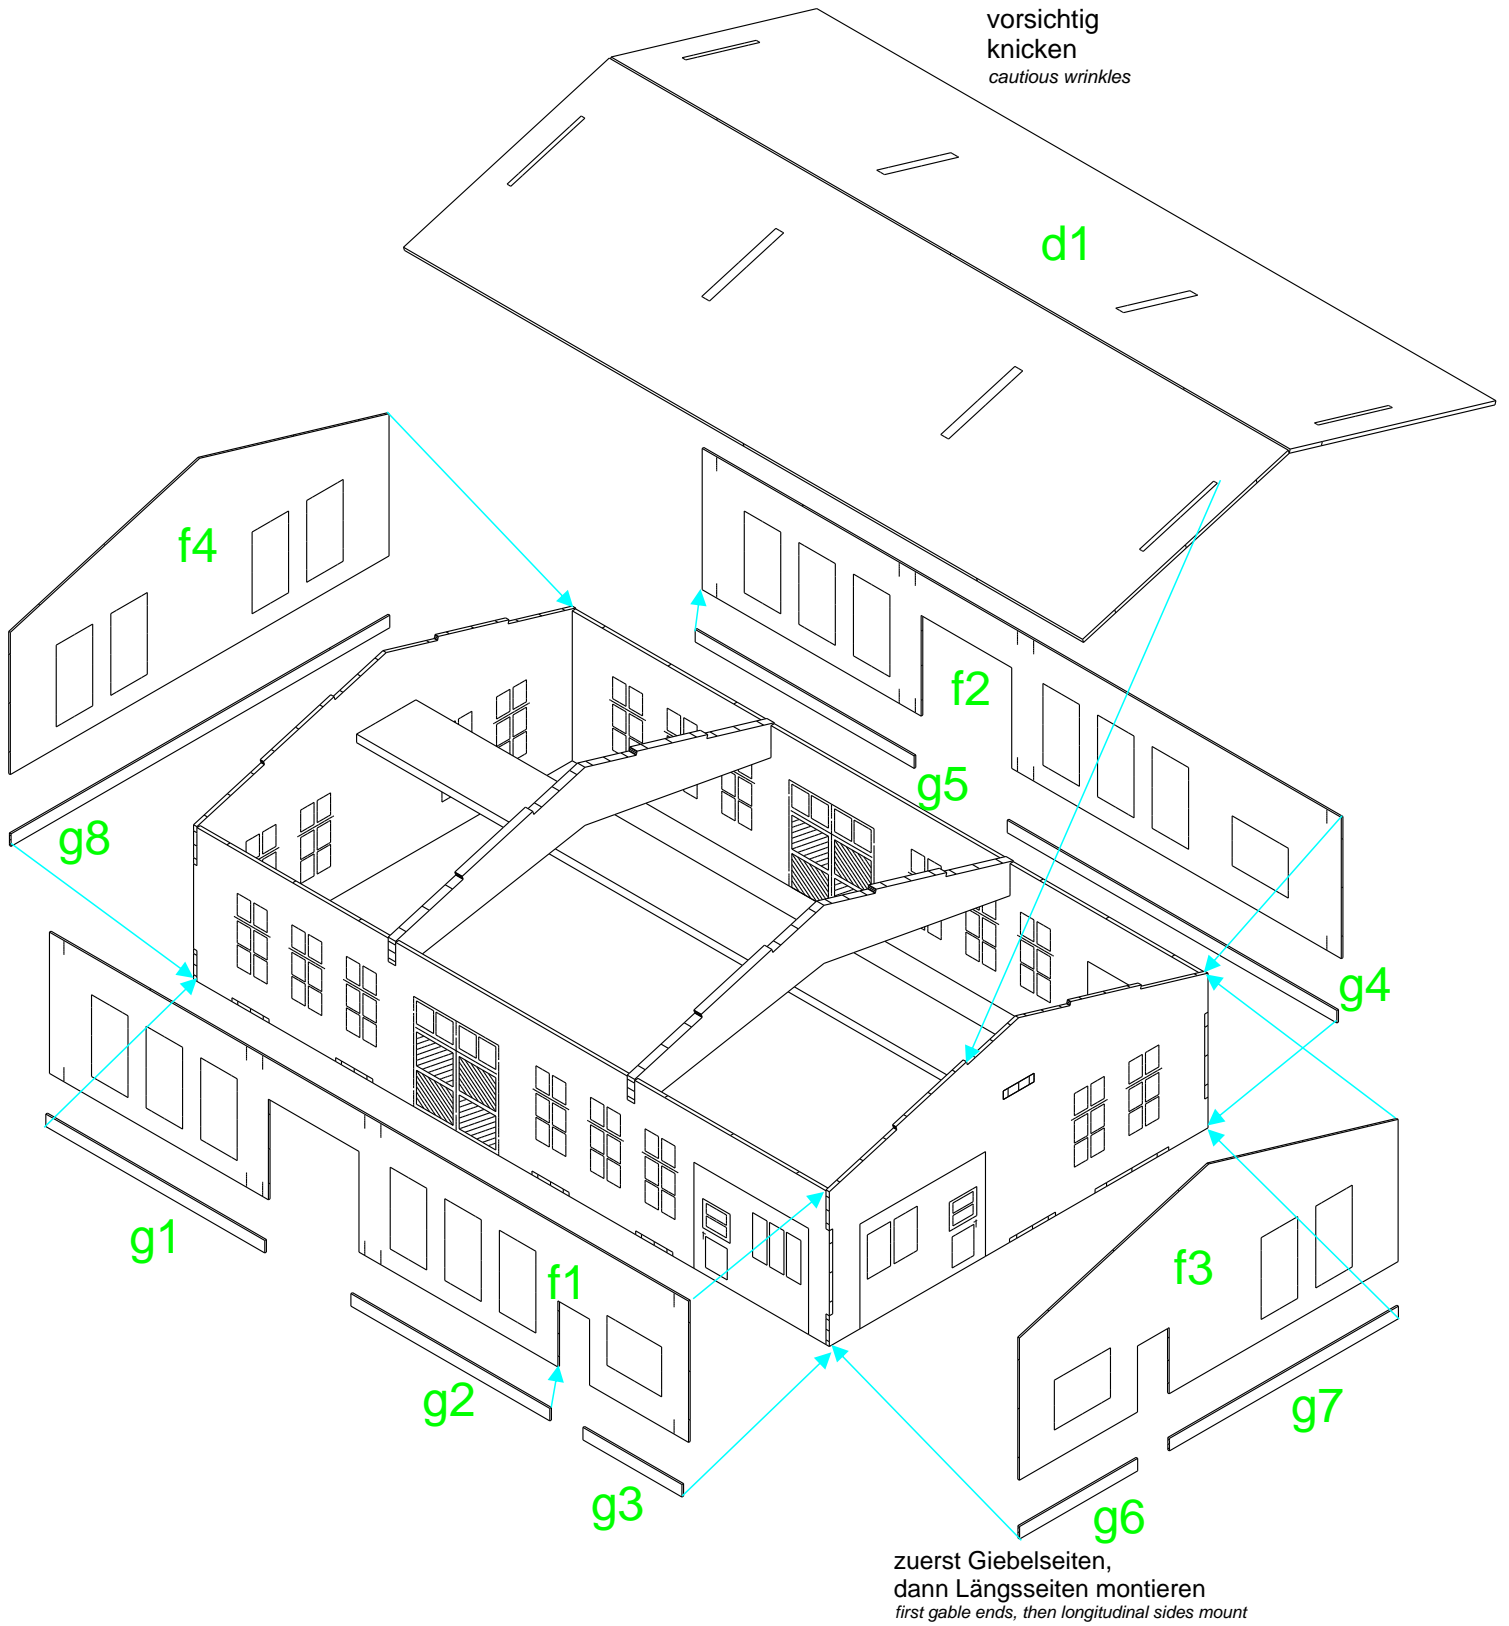 vorsichtig
knicken
cautious wrinkles
d1
f4
f2
g5
g8
g4
g1
f1
f3
g2
g7
g3
g6
zuerst Giebelseiten,
dann Längsseiten montieren
first gable ends, then longitudinal sides mount